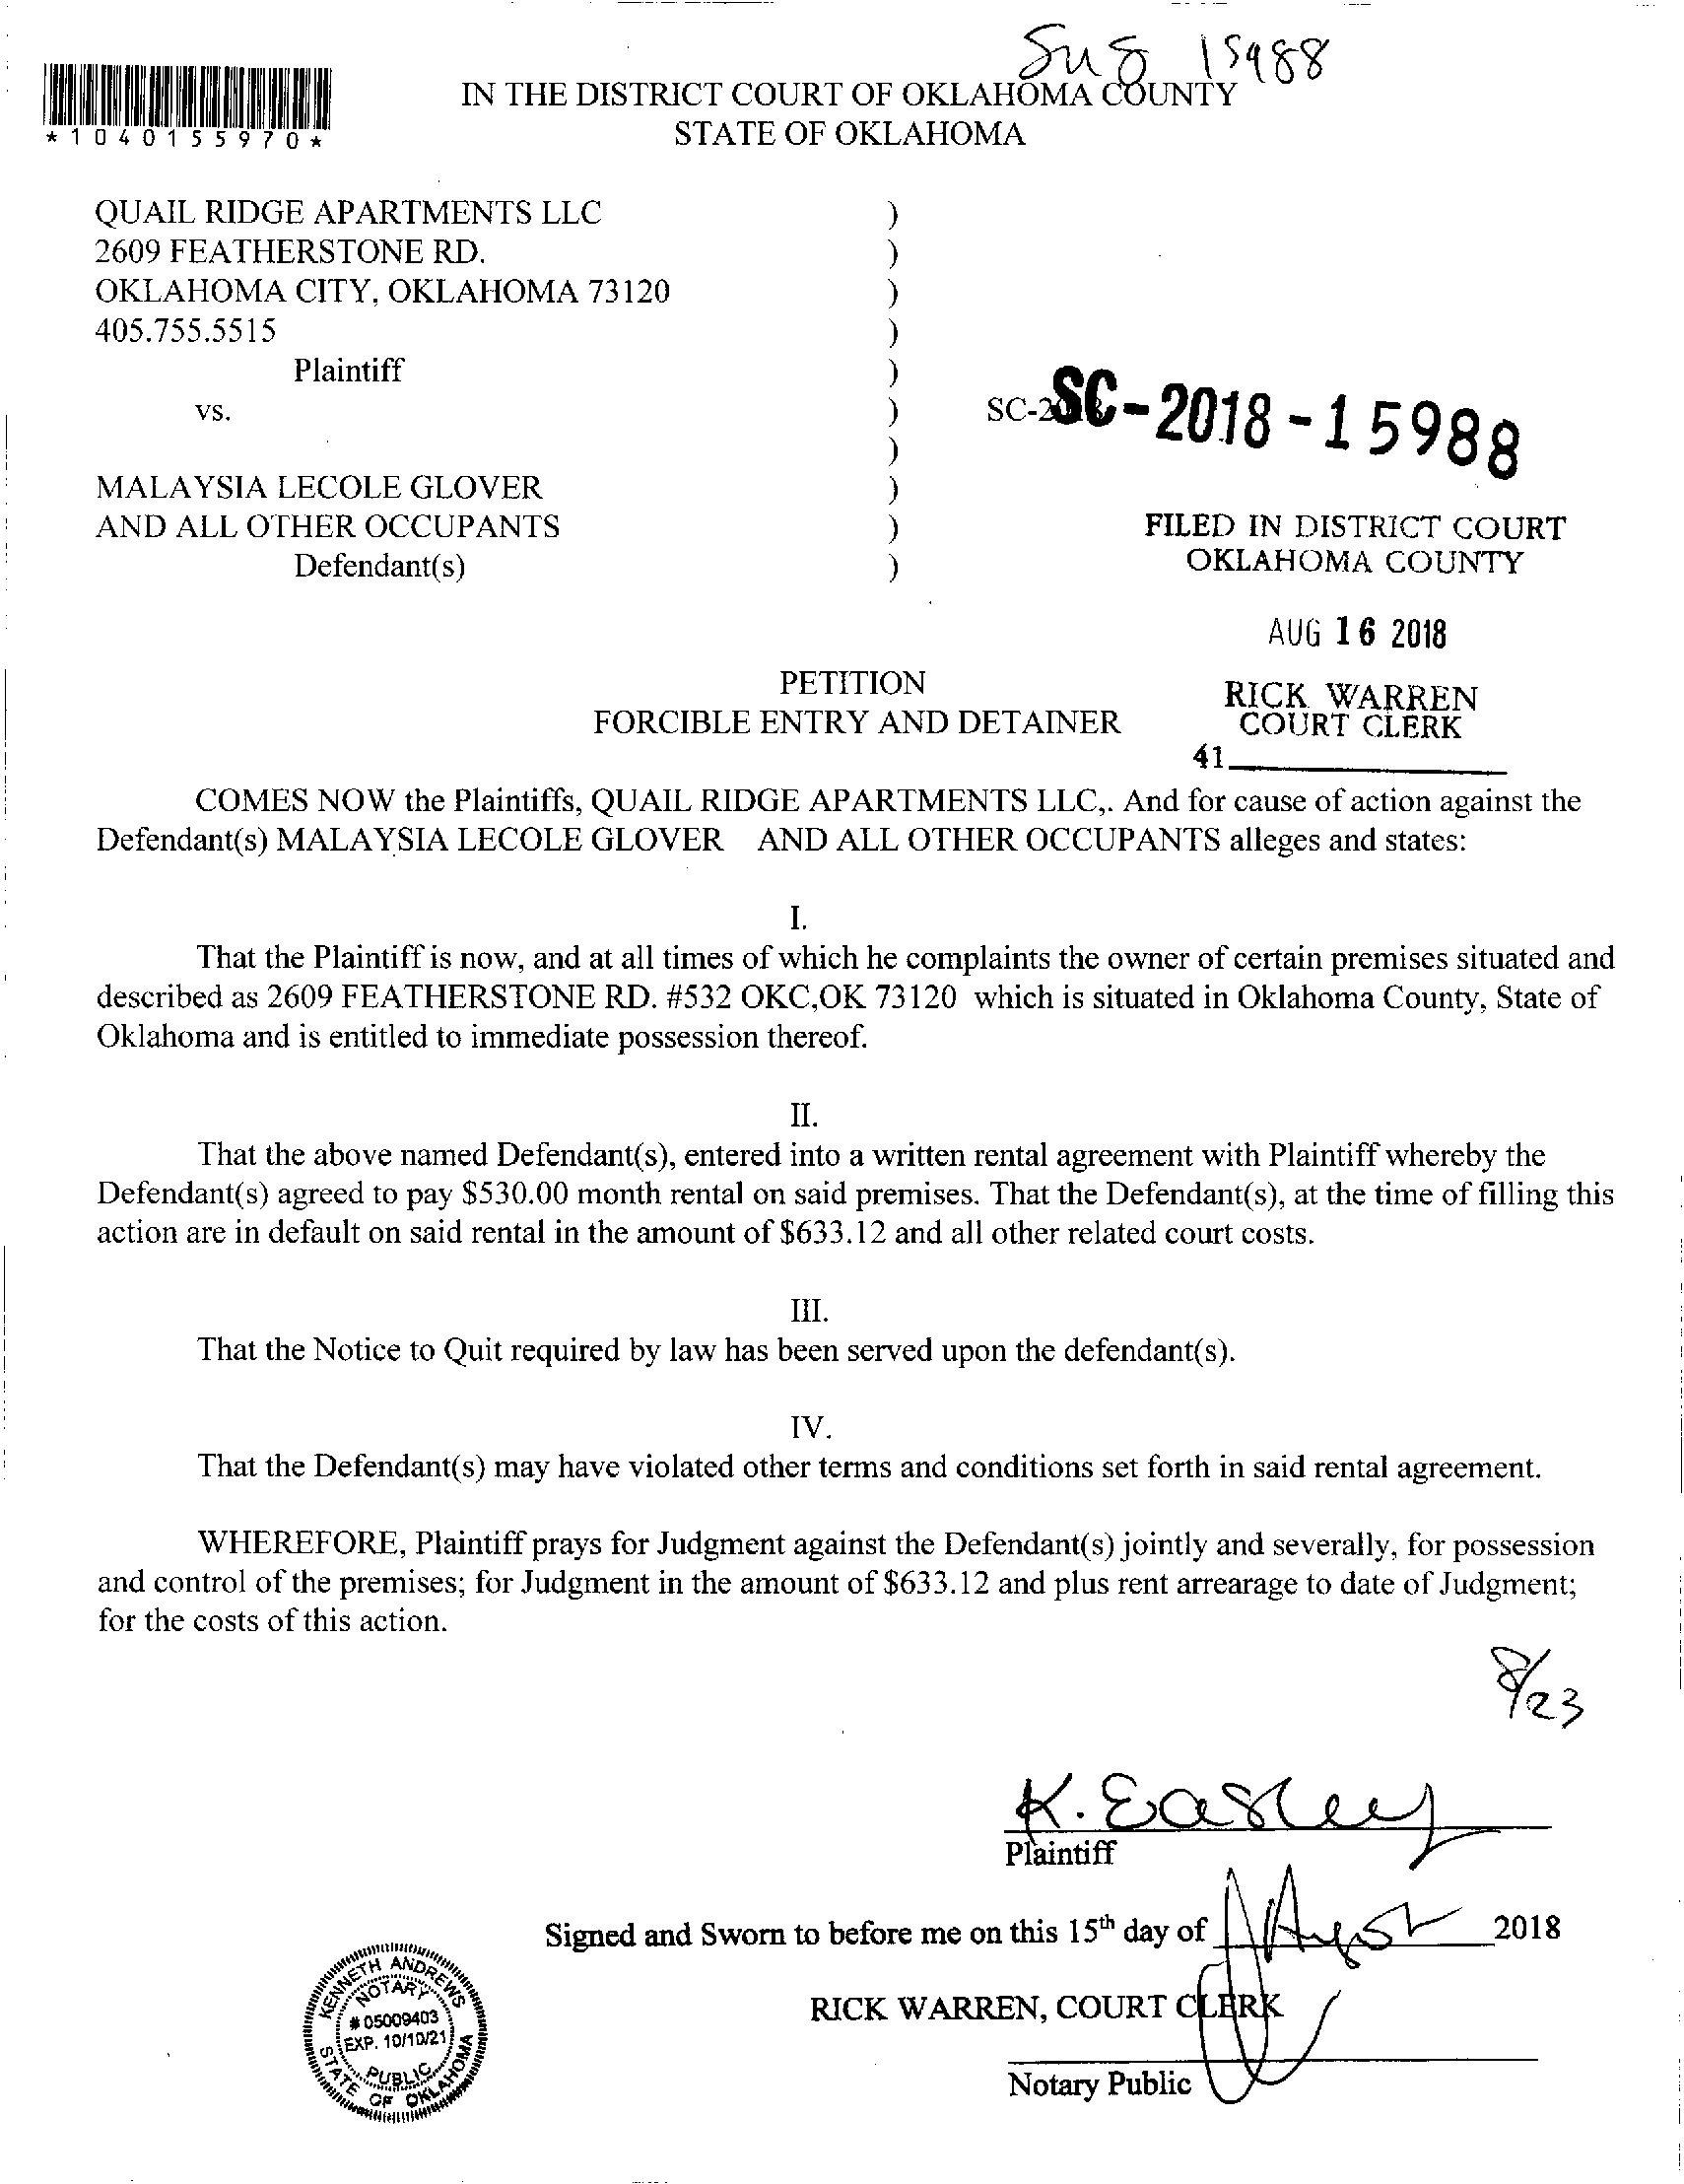 15988
IN THE DISTRICT COURT OF OKLAHOMA COUNTY
STATE OF OKLAHOMA
*1040155970*
QUAIL RIDGE APARTMENTS LLC )
2609 FEATHERSTONE RD. )
OKLAHOMA CITY, OKLAHOMA 73120 )
405.755.5515 )
Plaintiff )
vs. ) SC-2018 SC-2018-15988
)
MALAYSIA LECOLE GLOVER )
AND ALL OTHER OCCUPANTS )
Defendant(s) )
FILED IN DISTRICT COURT
OKLAHOMA COUNTY
AUG 16 2018
RICK WARREN
COURT CLERK
41
PETITION
FORCIBLE ENTRY AND DETAINER
COMES NOW the Plaintiffs, QUAIL RIDGE APARTMENTS LLC,. And for cause of action against the
Defendant(s) MALAYSIA LECOLE GLOVER AND ALL OTHER OCCUPANTS alleges and states:
I.
That the Plaintiff is now, and at all times of which he complaints the owner of certain premises situated and
described as 2609 FEATHERSTONE RD. #532 OKC,OK 73120 which is situated in Oklahoma County, State of
Oklahoma and is entitled to immediate possession thereof.
II.
That the above named Defendant(s), entered into a written rental agreement with Plaintiff whereby the
Defendant(s) agreed to pay $530.00 month rental on said premises. That the Defendant(s), at the time of filling this
action are in default on said rental in the amount of $633.12 and all other related court costs.
III.
That the Notice to Quit required by law has been served upon the defendant(s).
IV.
That the Defendant(s) may have violated other terms and conditions set forth in said rental agreement.
WHEREFORE, Plaintiff prays for Judgment against the Defendant(s) jointly and severally, for possession
and control of the premises; for Judgment in the amount of $633.12 and plus rent arrearage to date of Judgment;
for the costs of this action.
8/23
K. Easley
Plaintiff
Signed and Sworn to before me on this 15th day of August 2018
RICK WARREN, COURT CLERK
Notary Public
KENNETH ANDREWS
NOTARY
# 05009403
EXP. 10/10/21
PUBLIC
STATE OF OKLAHOMA